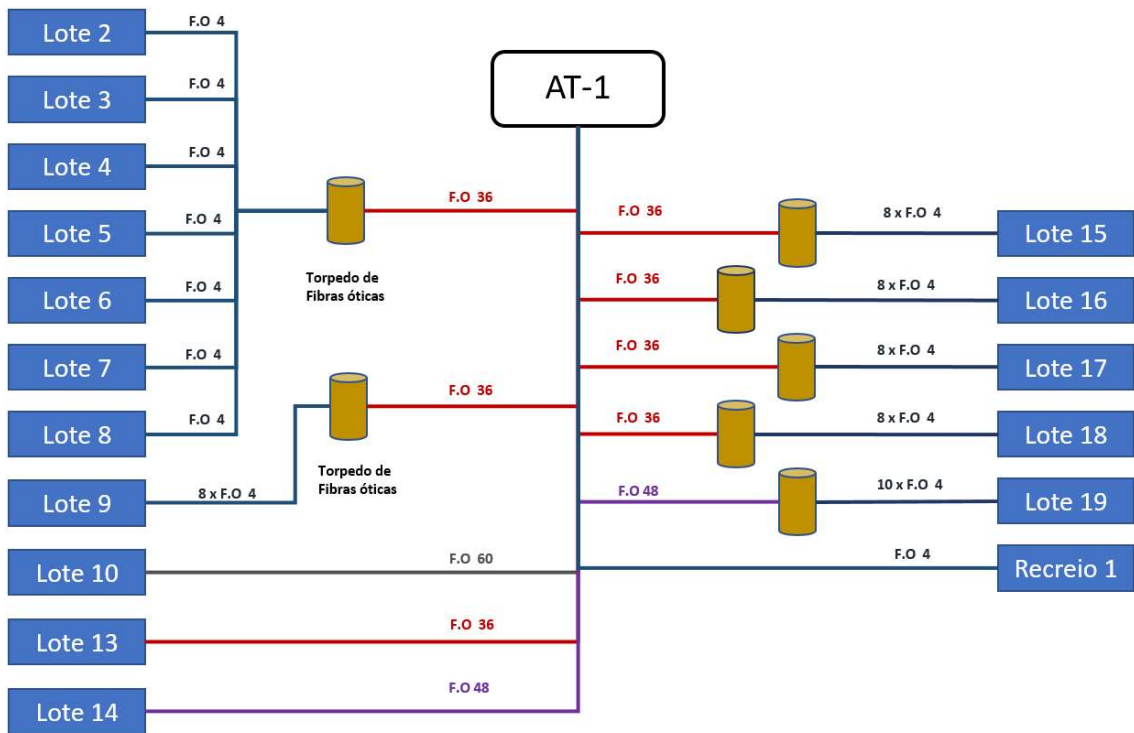 AT-1
Lote 2
F.O 4
Lote 3
F.O 4
Lote 4
F.O 4
Lote 5
F.O 4
Lote 6
F.O 4
Lote 7
F.O 4
Lote 8
F.O 4
F.O 36
Torpedo de
Fibras óticas
Lote 9
8 x F.O 4
F.O 36
Torpedo de
Fibras óticas
Lote 10
F.O 60
Lote 13
F.O 36
Lote 14
F.O 48
F.O 36
8 x F.O 4
Lote 15
F.O 36
8 x F.O 4
Lote 16
F.O 36
8 x F.O 4
Lote 17
F.O 36
8 x F.O 4
Lote 18
F.O 48
10 x F.O 4
Lote 19
F.O 4
Recreio 1